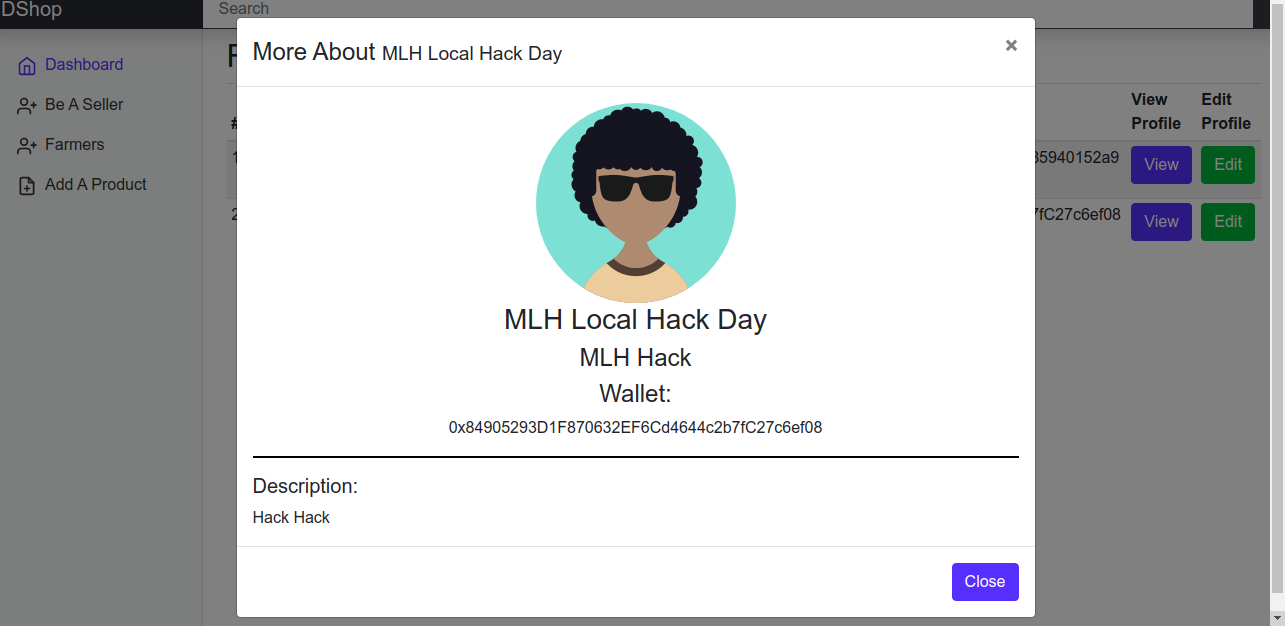 DShop
Search
Dashboard
Be A Seller
Farmers
Add A Product
More About MLH Local Hack Day
×
MLH Local Hack Day
MLH Hack
Wallet:
0x84905293D1F870632EF6Cd4644c2b7fC27c6ef08
Description:
Hack Hack
Close
#
View Profile
Edit Profile
1
35940152a9
View
Edit
2
7fC27c6ef08
View
Edit